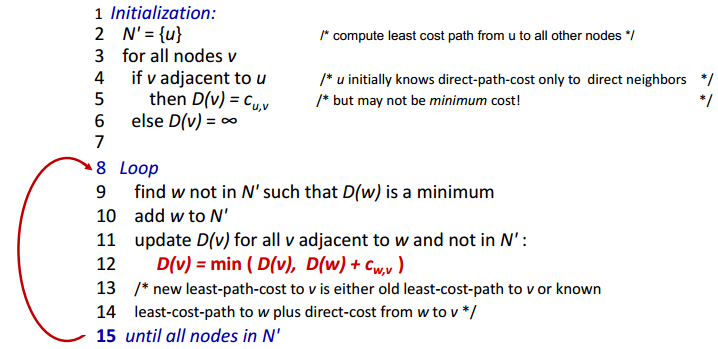 1 Initialization:
2 N' = {u} /* compute least cost path from u to all other nodes */
3 for all nodes v
4 if v adjacent to u /* u initially knows direct-path-cost only to direct neighbors */
5 then D(v) = cu,v /* but may not be minimum cost! */
6 else D(v) = ∞
7
8 Loop
9 find w not in N' such that D(w) is a minimum
10 add w to N'
11 update D(v) for all v adjacent to w and not in N' :
12 D(v) = min ( D(v), D(w) + cw,v )
13 /* new least-path-cost to v is either old least-cost-path to v or known
14 least-cost-path to w plus direct-cost from w to v */
15 until all nodes in N'